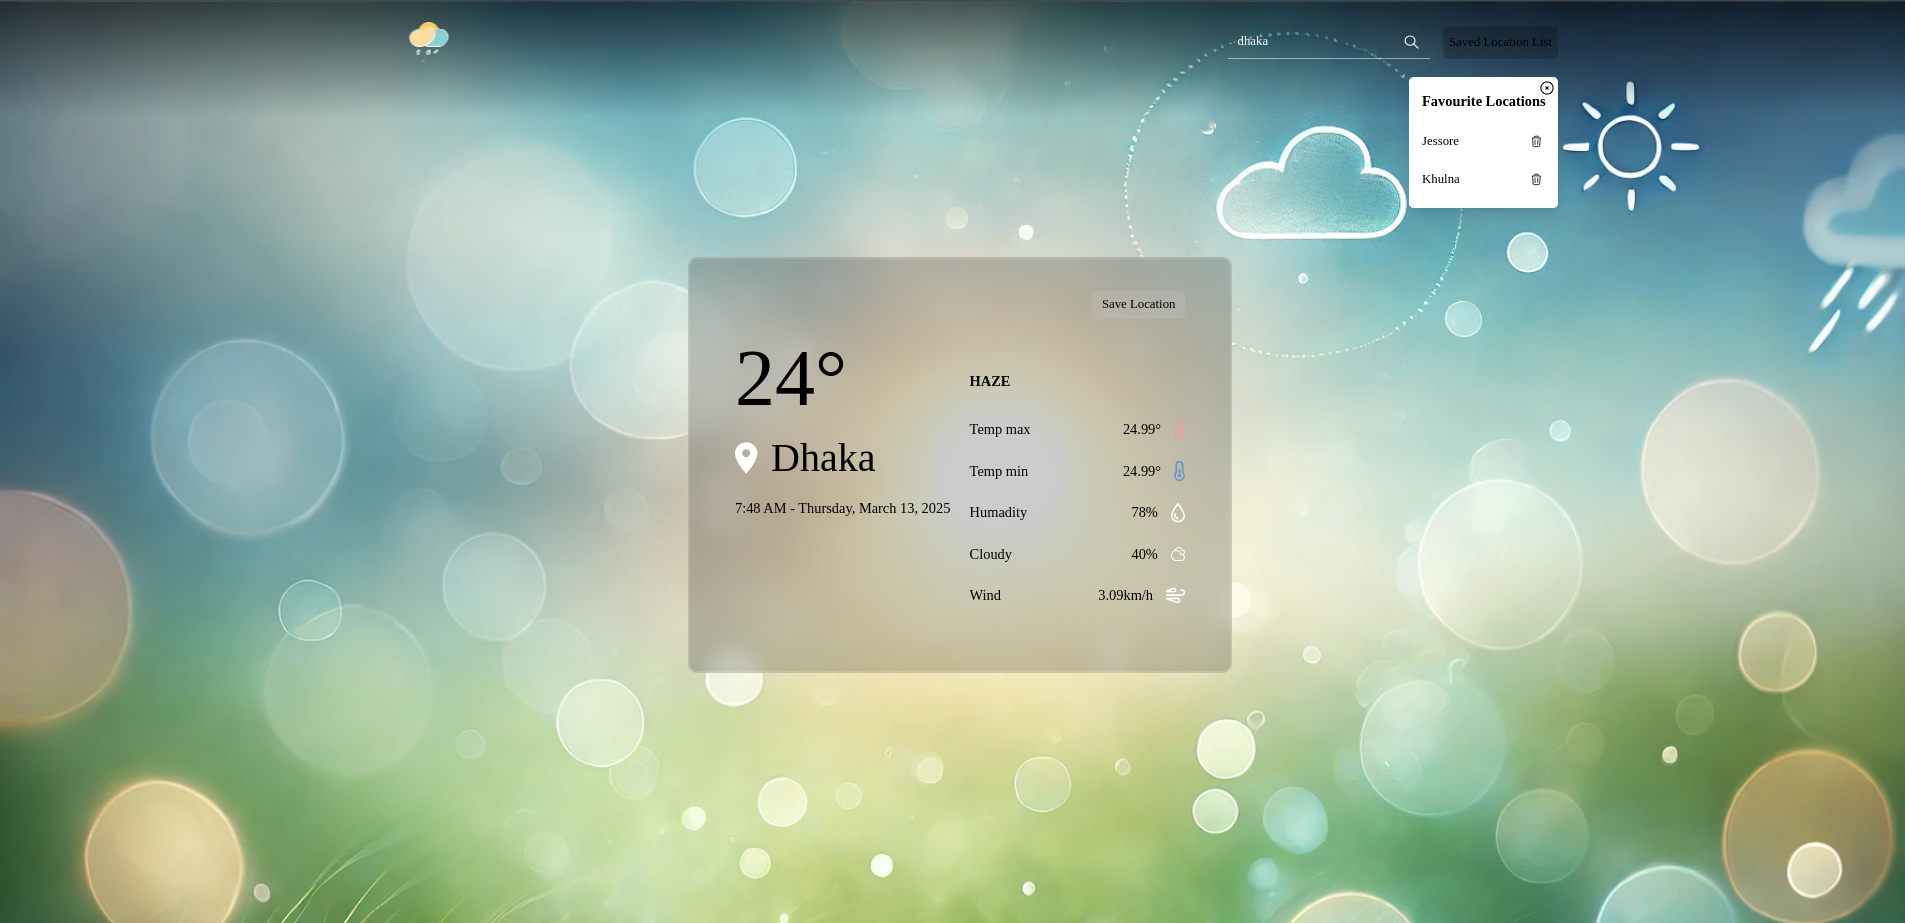 dhaka
Saved Location List
Favourite Locations
Jessore
Khulna
Save Location
24°
Dhaka
7:48 AM - Thursday, March 13, 2025
HAZE
Temp max 24.99°
Temp min 24.99°
Humadity 78%
Cloudy 40%
Wind 3.09km/h